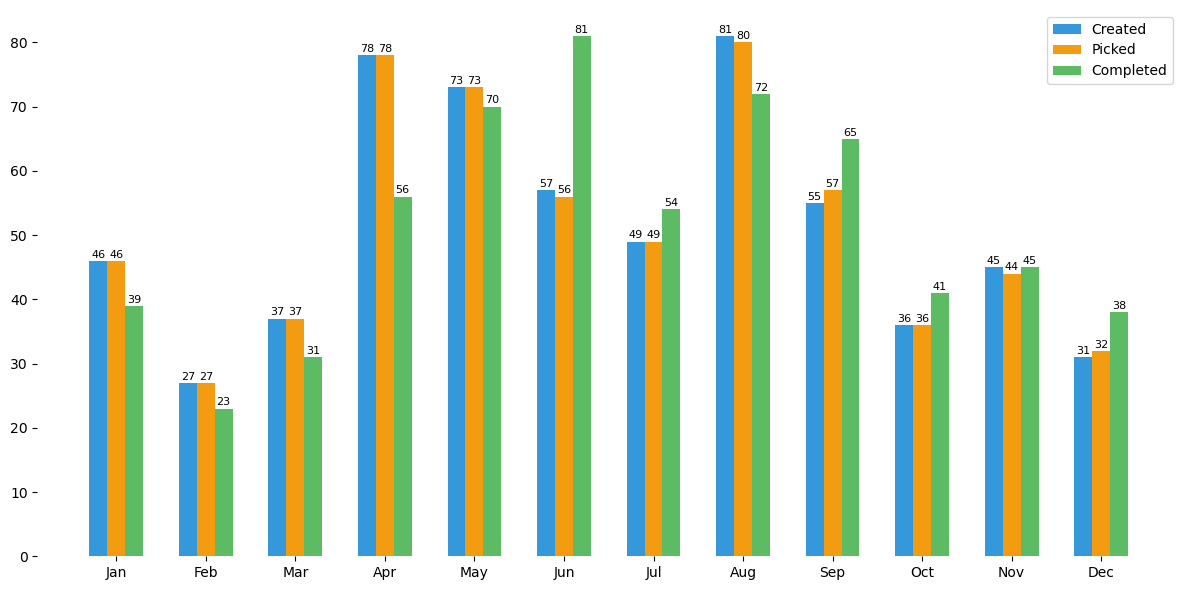 Created
Picked
Completed
80
70
60
50
40
30
20
10
0
46 46 39
27 27 23
37 37 31
78 78 56
73 73 70
57 56 81
49 49 54
81 80 72
55 57 65
36 36 41
45 44 45
31 32 38
Jan Feb Mar Apr May Jun Jul Aug Sep Oct Nov Dec